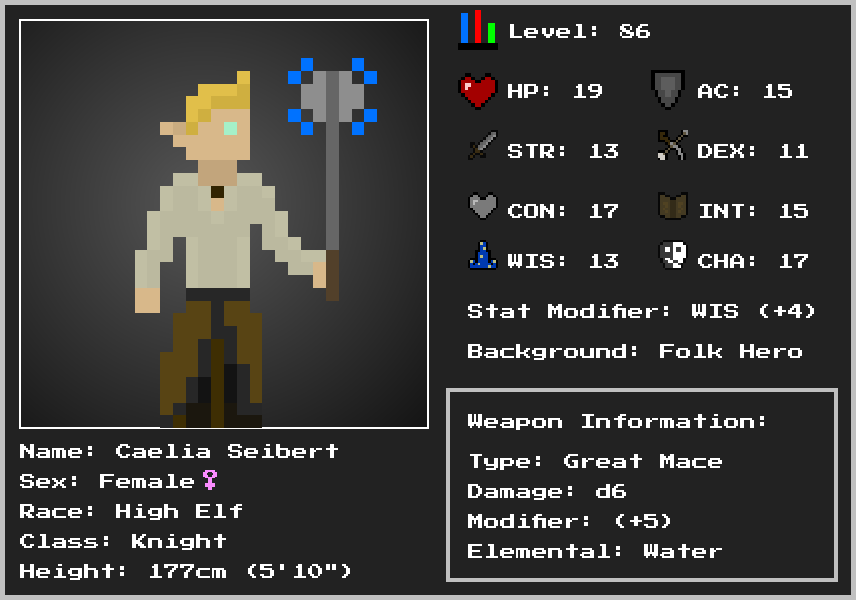 Level: 86
HP: 19
AC: 15
STR: 13
DEX: 11
CON: 17
INT: 15
WIS: 13
CHA: 17
Stat Modifier: WIS (+4)
Background: Folk Hero
Weapon Information:
Type: Great Mace
Damage: d6
Modifier: (+5)
Elemental: Water
Name: Caelia Seibert
Sex: Female♀
Race: High Elf
Class: Knight
Height: 177cm (5'10")